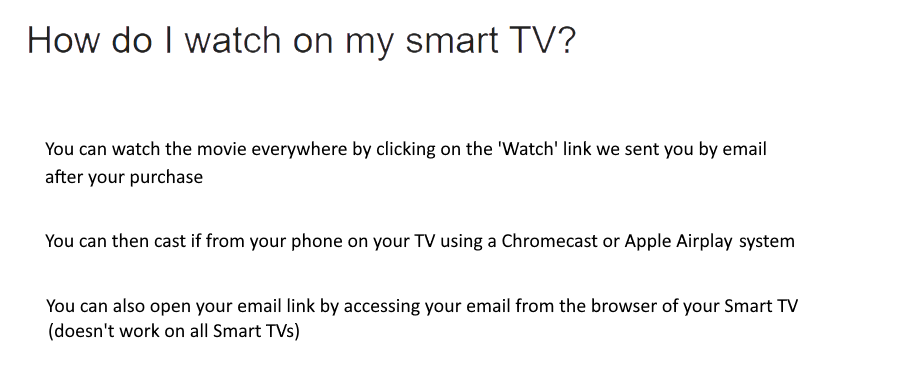 How do I watch on my smart TV?
You can watch the movie everywhere by clicking on the 'Watch' link we sent you by email
after your purchase
You can then cast if from your phone on your TV using a Chromecast or Apple Airplay system
You can also open your email link by accessing your email from the browser of your Smart TV
(doesn't work on all Smart TVs)